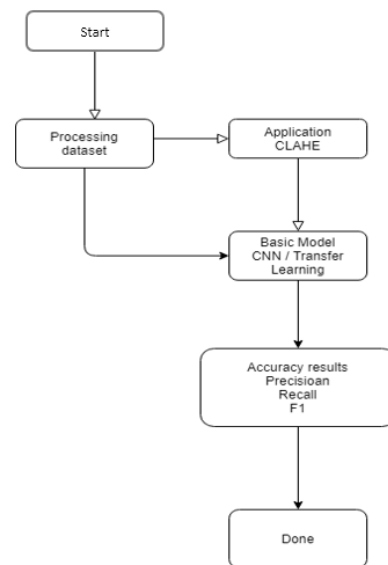 Start
Processing
dataset
Application
CLAHE
Basic Model
CNN / Transfer
Learning
Accuracy results
Precisioan
Recall
F1
Done